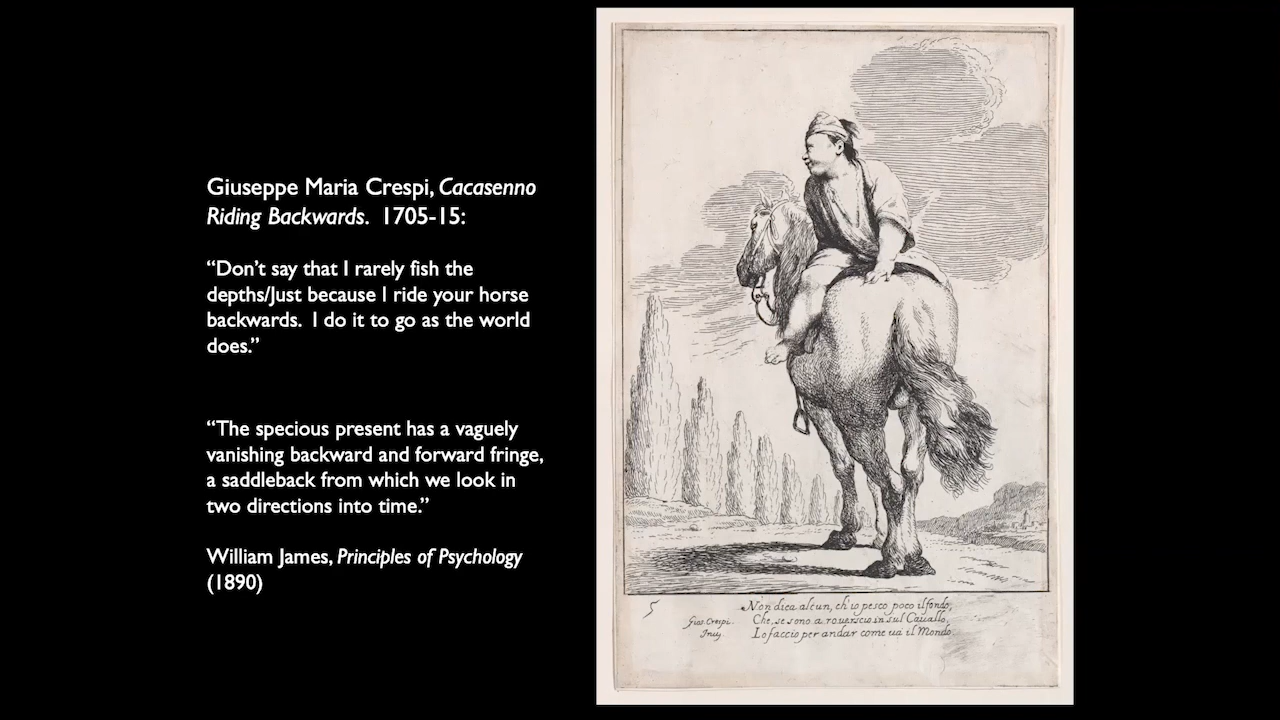 Giuseppe Maria Crespi, Cacasenno
Riding Backwards.  1705-15:
“Don’t say that I rarely fish the
depths/Just because I ride your horse
backwards.  I do it to go as the world
does.”
“The specious present has a vaguely
vanishing backward and forward fringe,
a saddleback from which we look in
two directions into time.”
William James, Principles of Psychology
(1890)
5
Gios. Crespi.
Inv.
Non dica alcun, ch'io pesco poco il fondo,
Che, se sono a rouerscio in sul Cauallo,
Lo faccio per andar come ua il Mondo